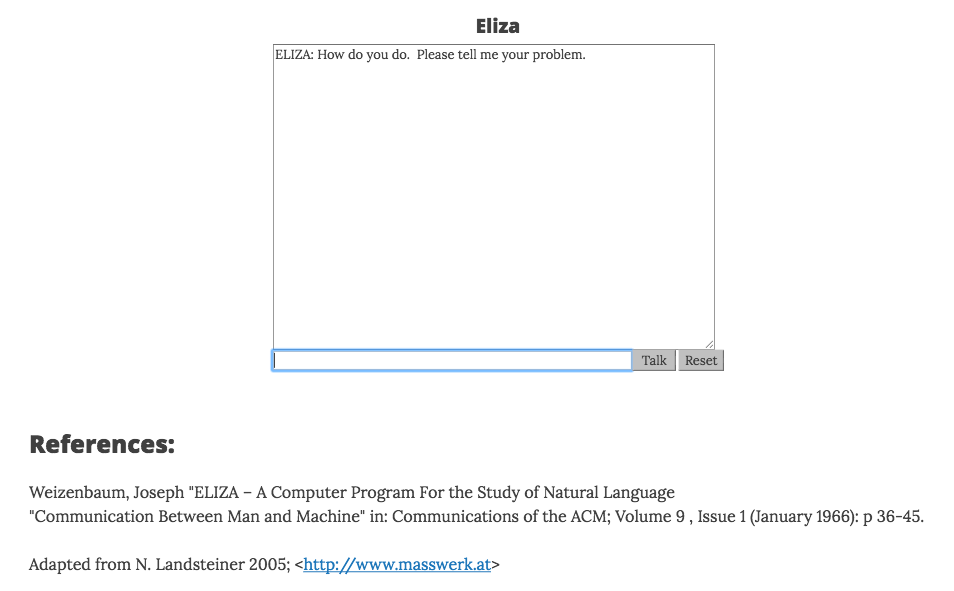 Eliza
ELIZA: How do you do.  Please tell me your problem.
Talk Reset
References:
Weizenbaum, Joseph "ELIZA – A Computer Program For the Study of Natural Language
"Communication Between Man and Machine" in: Communications of the ACM; Volume 9 , Issue 1 (January 1966): p 36-45.
Adapted from N. Landsteiner 2005; <http://www.masswerk.at>